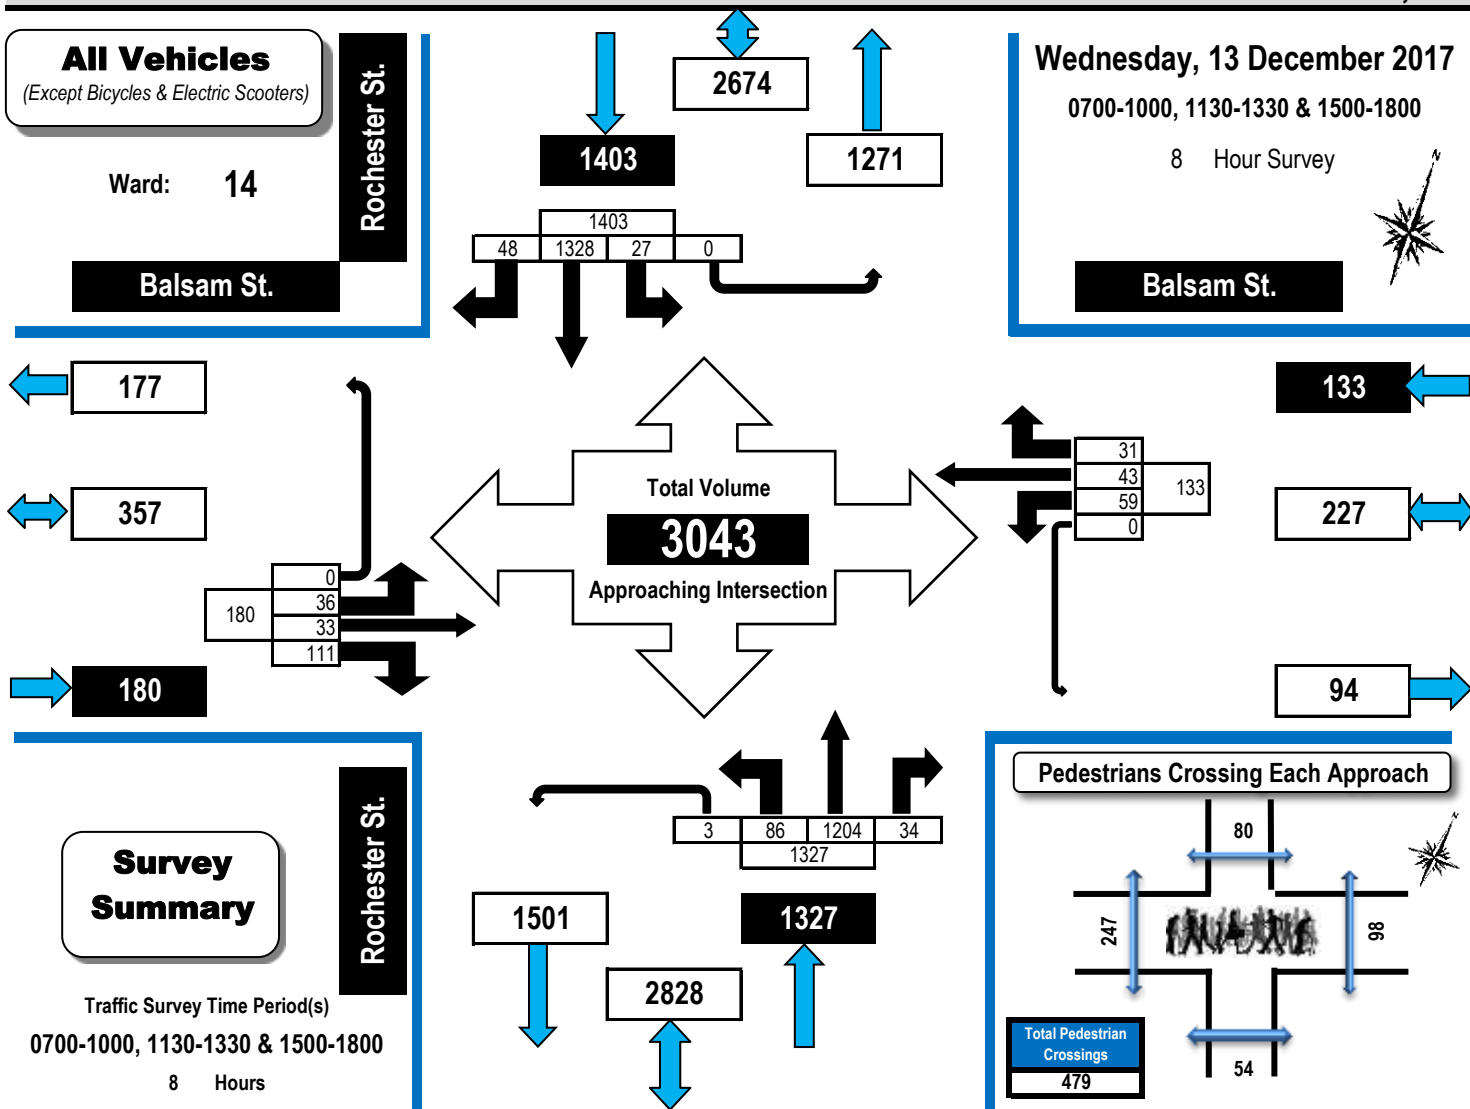 All Vehicles
(Except Bicycles & Electric Scooters)
Ward: 14
Rochester St.
Balsam St.
2674
1403
1271
1403
48 1328 27 0
Wednesday, 13 December 2017
0700-1000, 1130-1330 & 1500-1800
8 Hour Survey
N
Balsam St.
177
357
0
36
180
33
111
180
Total Volume
3043
Approaching Intersection
31
43
133
59
0
133
227
94
3 86 1204 34
1327
1501
1327
2828
Survey
Summary
Rochester St.
Traffic Survey Time Period(s)
0700-1000, 1130-1330 & 1500-1800
8 Hours
Pedestrians Crossing Each Approach
N
80
247
98
54
Total Pedestrian
Crossings
479